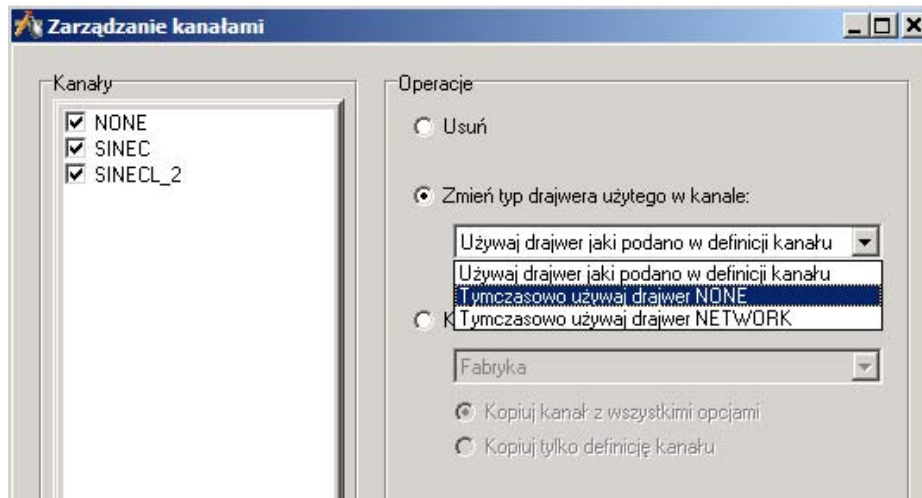 Zarządzanie kanałami
Kanały
NONE
SINEC
SINECL_2
Operacje
Usuń
Zmień typ drajwera użytego w kanale:
Używaj drajwer jaki podano w definicji kanału
Używaj drajwer jaki podano w definicji kanału
Tymczasowo używaj drajwer NONE
Tymczasowo używaj drajwer NETWORK
K
Fabryka
Kopiuj kanał z wszystkimi opcjami
Kopiuj tylko definicję kanału